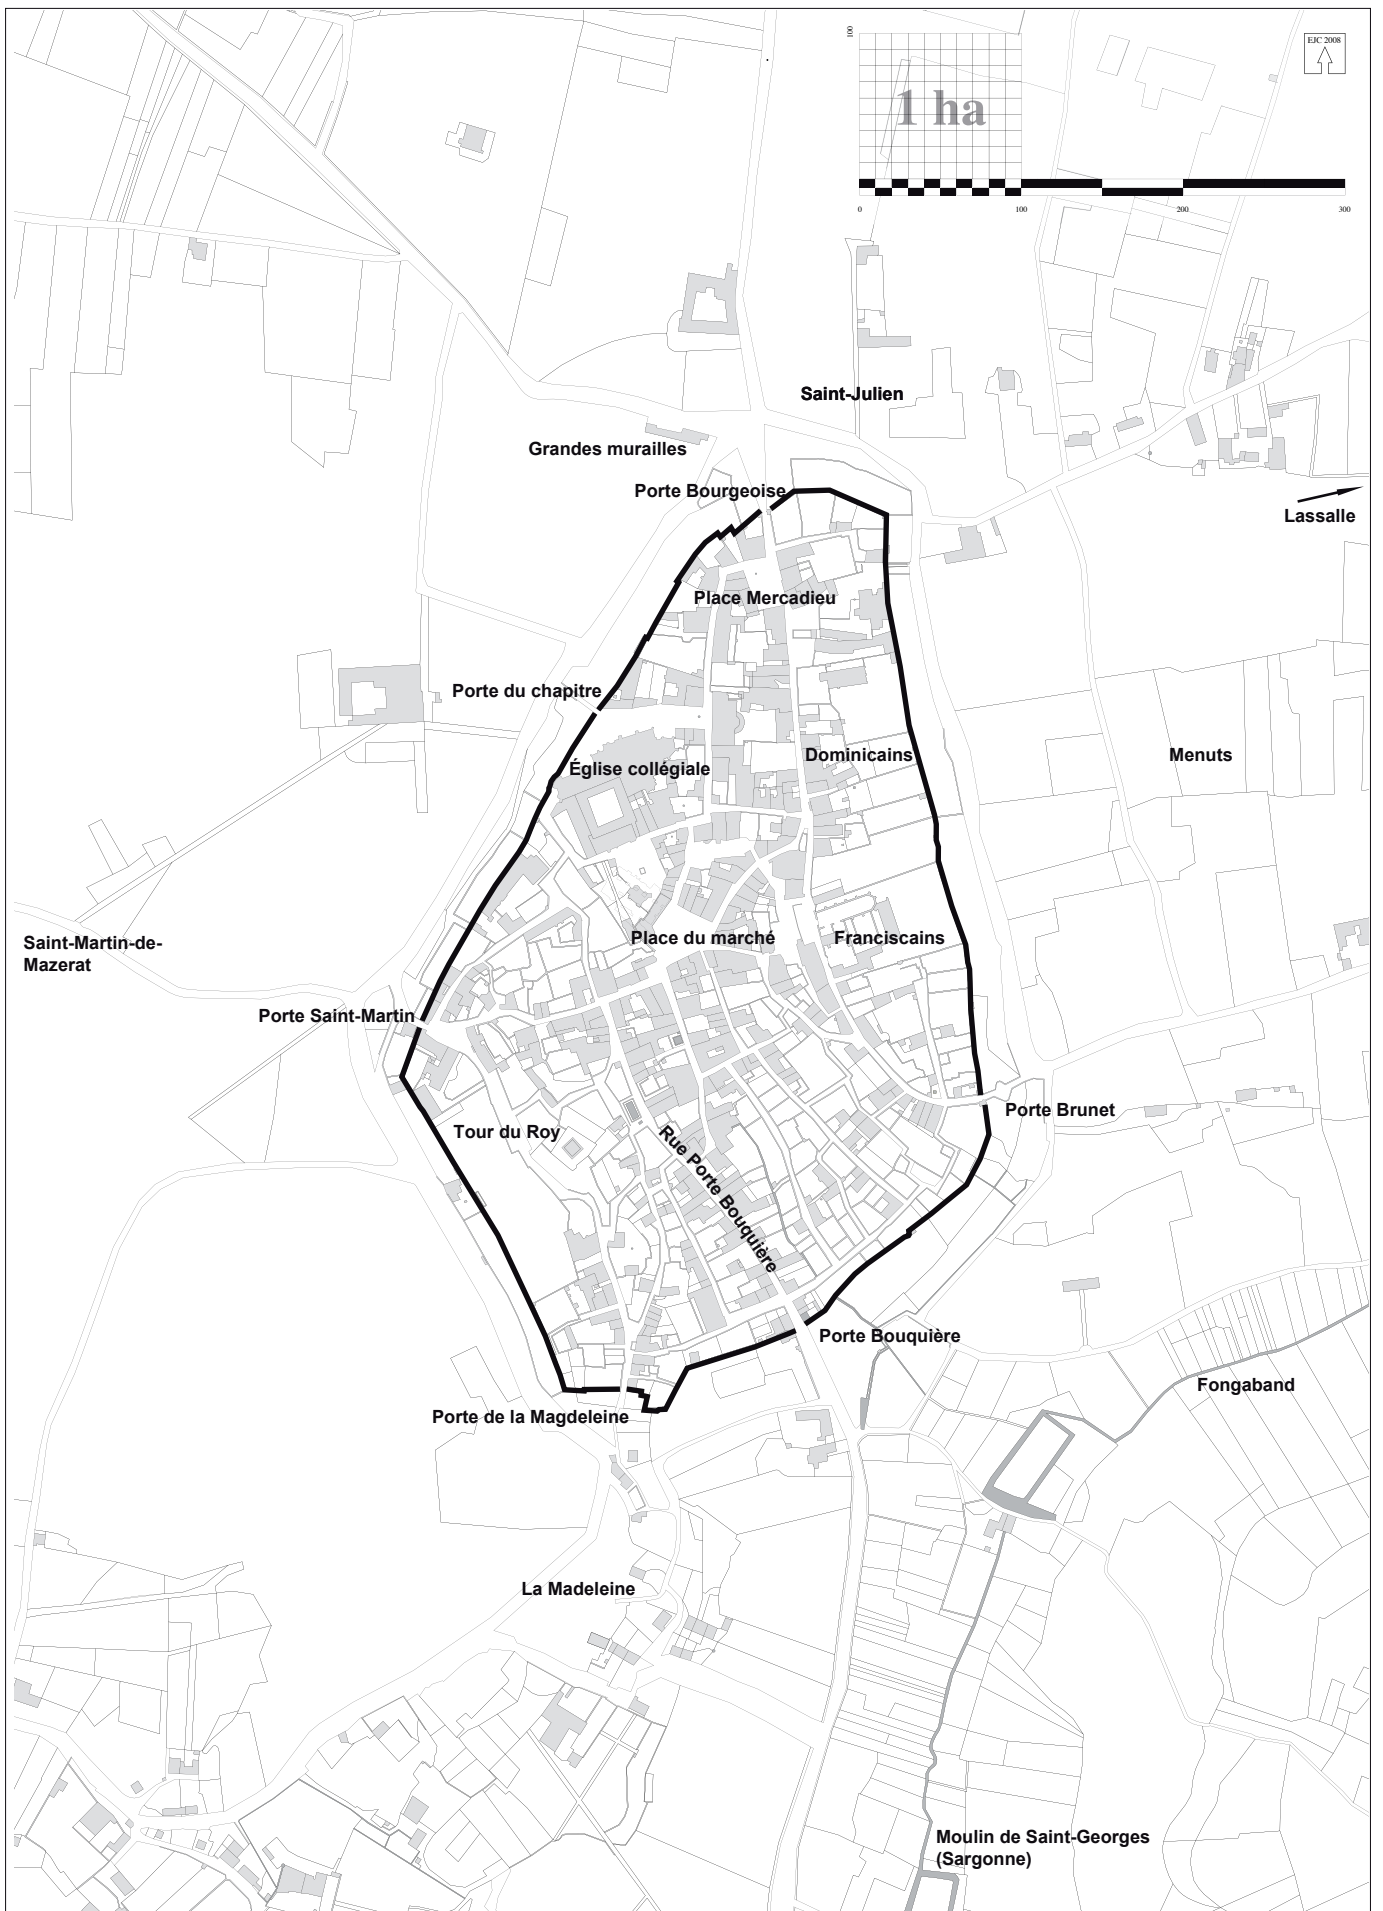 100
EJC 2008
1 ha
0
100
200
300
Saint-Julien
Grandes murailles
Porte Bourgeoise
Lassalle
Place Mercadieu
Porte du chapitre
Dominicains
Menuts
Église collégiale
Saint-Martin-de-
Mazerat
Place du marché
Franciscains
Porte Saint-Martin
Porte Brunet
Tour du Roy
Rue Porte Bouquière
Porte Bouquière
Fongaband
Porte de la Magdeleine
La Madeleine
Moulin de Saint-Georges
(Sargonne)